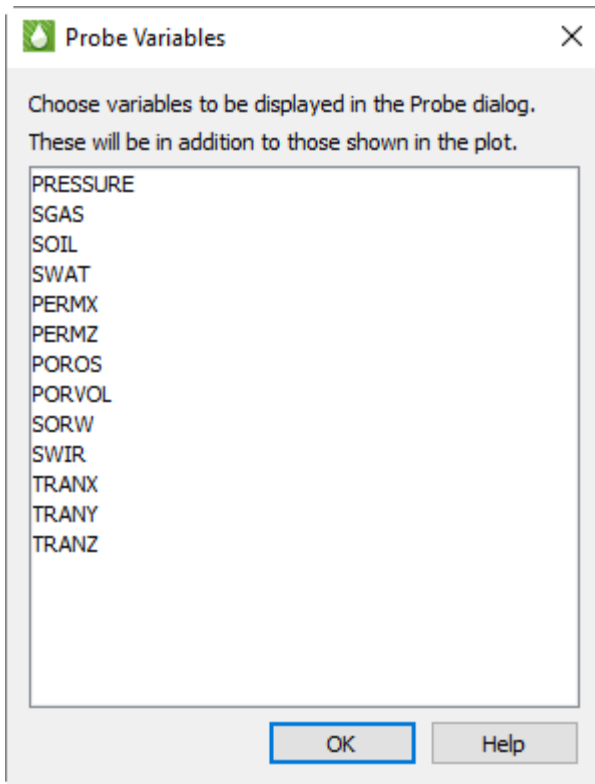 Probe Variables
Choose variables to be displayed in the Probe dialog.
These will be in addition to those shown in the plot.
PRESSURE
SGAS
SOIL
SWAT
PERMX
PERMZ
POROS
PORVOL
SORW
SWIR
TRANX
TRANY
TRANZ
OK Help